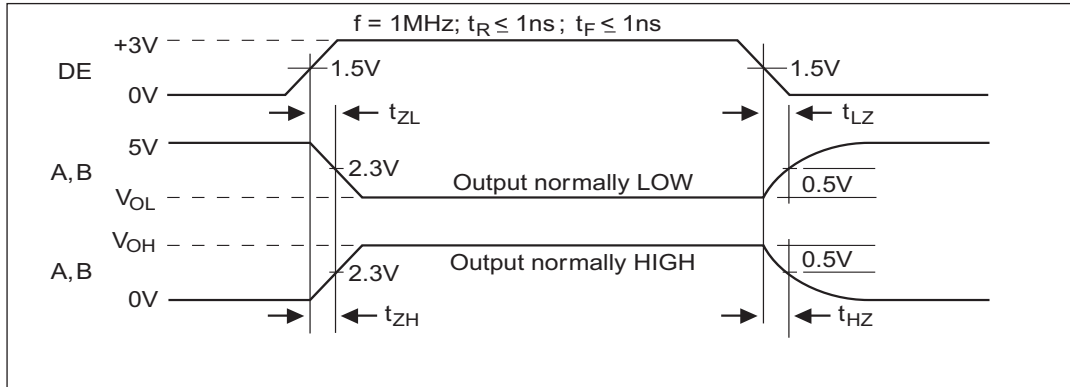 f = 1MHz; tR ≤ 1ns ; tF ≤ 1ns
+3V
DE
1.5V
1.5V
0V
tZL
tLZ
5V
A,B
2.3V
Output normally LOW
0.5V
VOL
VOH
A,B
2.3V
Output normally HIGH
0.5V
0V
tZH
tHZ